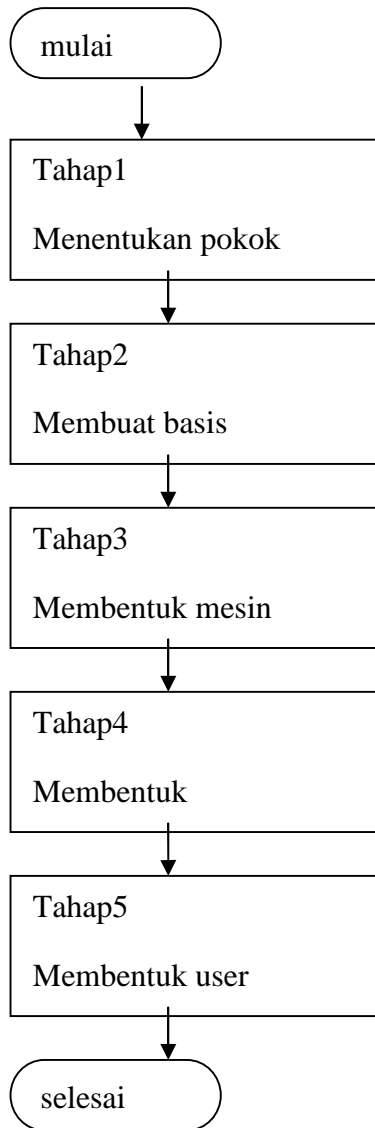 mulai
Tahap1
Menentukan pokok
Tahap2
Membuat basis
Tahap3
Membentuk mesin
Tahap4
Membentuk
Tahap5
Membentuk user
selesai